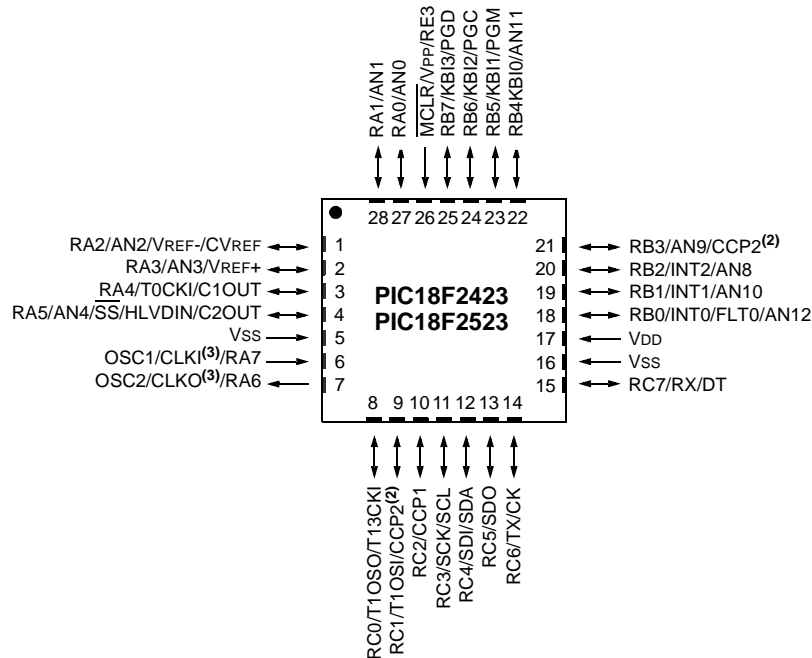 RA1/AN1
RA0/AN0
MCLR/VPP/RE3
RB7/KBI3/PGD
RB6/KBI2/PGC
RB5/KBI1/PGM
RB4KBI0/AN11
28 27 26 25 24 23 22
RA2/AN2/VREF-/CVREF 1
RA3/AN3/VREF+ 2
RA4/T0CKI/C1OUT 3
RA5/AN4/SS/HLVDIN/C2OUT 4
VSS 5
OSC1/CLKI(3)/RA7 6
OSC2/CLKO(3)/RA6 7
PIC18F2423
PIC18F2523
21 RB3/AN9/CCP2(2)
20 RB2/INT2/AN8
19 RB1/INT1/AN10
18 RB0/INT0/FLT0/AN12
17 VDD
16 VSS
15 RC7/RX/DT
8 9 10 11 12 13 14
RC0/T1OSO/T13CKI
RC1/T1OSI/CCP2(2)
RC2/CCP1
RC3/SCK/SCL
RC4/SDI/SDA
RC5/SDO
RC6/TX/CK